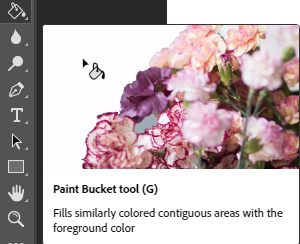 T
Paint Bucket tool (G)
Fills similarly colored contiguous areas with the
foreground color